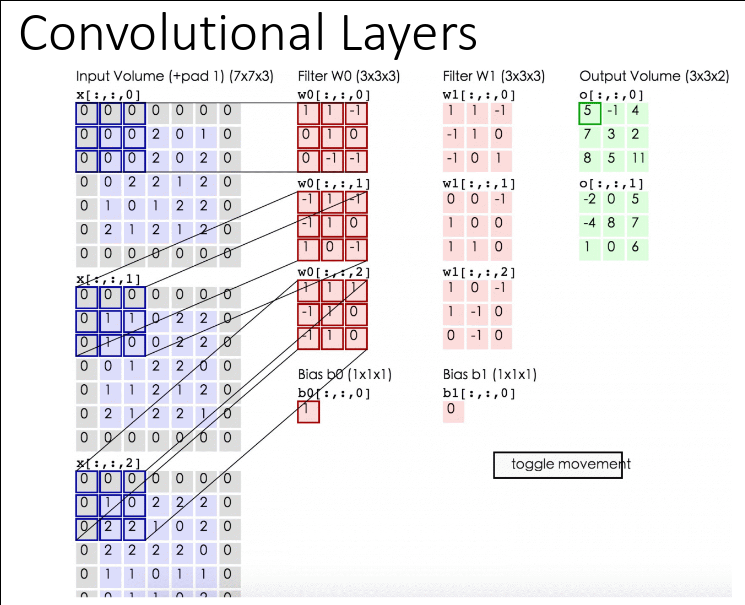 Convolutional Layers
Input Volume (+pad 1) (7x7x3)
x[:,:,0]
0 0 0 0 0 0 0
0 0 0 2 0 1 0
0 0 0 2 0 2 0
0 0 2 2 1 2 0
0 1 0 1 2 2 0
0 2 1 2 1 2 0
0 0 0 0 0 0 0
x[:,:,1]
0 0 0 0 0 0 0
0 1 1 0 2 2 0
0 1 0 0 2 2 0
0 0 1 2 2 0 0
0 1 1 2 1 2 0
0 2 1 2 2 1 0
0 0 0 0 0 0 0
x[:,:,2]
0 0 0 0 0 0 0
0 1 0 2 2 2 0
0 2 2 1 0 2 0
0 2 2 2 2 0 0
0 1 1 0 1 1 0
0 0 1 1 0 2 0
Filter W0 (3x3x3)
w0[:,:,0]
1 1 -1
0 1 0
0 -1 -1
w0[:,:,1]
-1 1 -1
-1 1 0
1 0 -1
w0[:,:,2]
1 1 1
-1 1 0
-1 1 0
Bias b0 (1x1x1)
b0[:,:,0]
1
Filter W1 (3x3x3)
w1[:,:,0]
1 1 -1
-1 1 0
-1 0 1
w1[:,:,1]
0 0 -1
1 0 0
1 1 0
w1[:,:,2]
1 0 -1
1 -1 0
0 -1 0
Bias b1 (1x1x1)
b1[:,:,0]
0
Output Volume (3x3x2)
o[:,:,0]
5 -1 4
7 3 2
8 5 11
o[:,:,1]
-2 0 5
-4 8 7
1 0 6
toggle movement